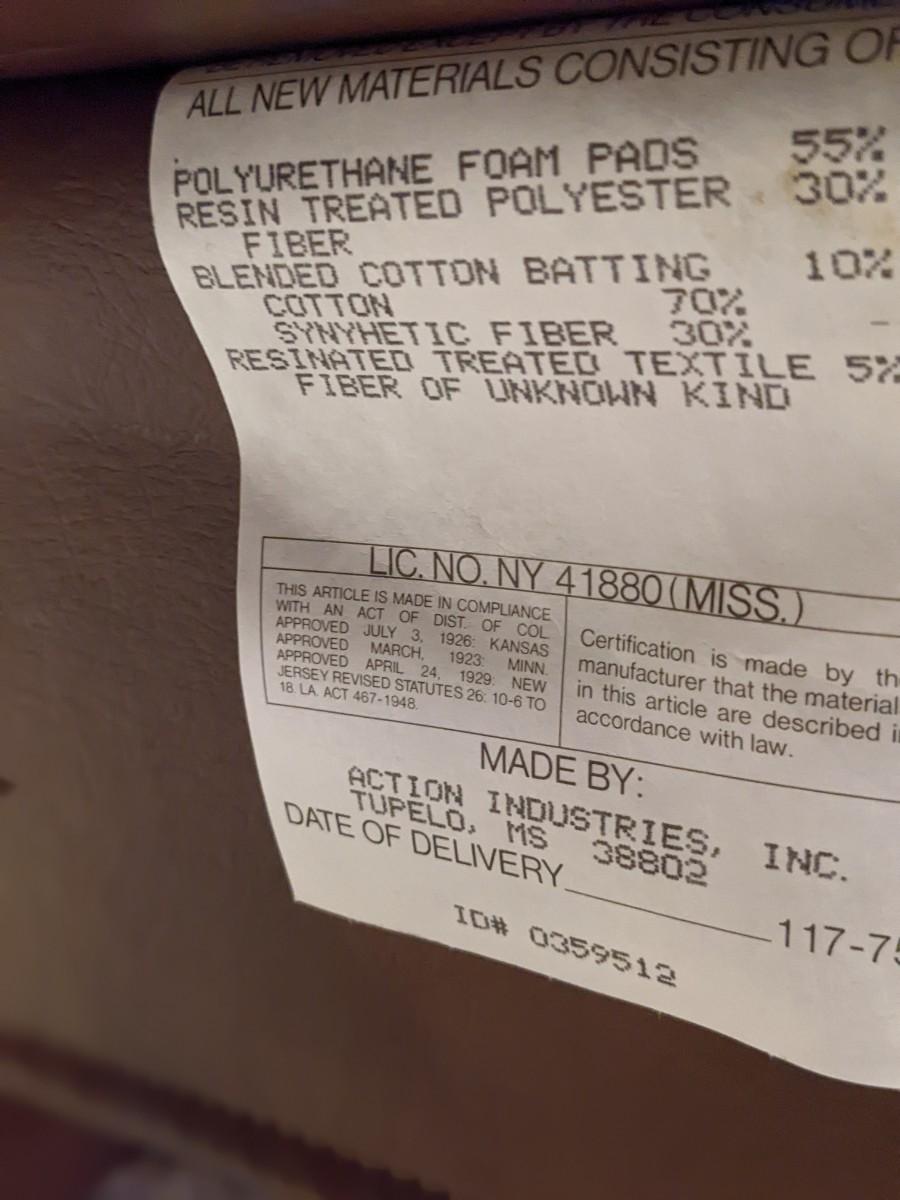 ALL NEW MATERIALS CONSISTING OF
POLYURETHANE FOAM PADS 55%
RESIN TREATED POLYESTER 30%
FIBER
BLENDED COTTON BATTING 10%
COTTON 70%
SYNYHETIC FIBER 30%
RESINATED TREATED TEXTILE 5%
FIBER OF UNKNOWN KIND
LIC. NO. NY 41880 (MISS.)
THIS ARTICLE IS MADE IN COMPLIANCE
WITH AN ACT OF DIST. OF COL.
APPROVED JULY 3, 1926: KANSAS
APPROVED MARCH, 1923: MINN.
APPROVED APRIL 24, 1929: NEW
JERSEY REVISED STATUTES 26: 10-6 TO
18. LA. ACT 467-1948.
Certification is made by the
manufacturer that the material
in this article are described in
accordance with law.
MADE BY:
ACTION INDUSTRIES, INC.
TUPELO, MS 38802
DATE OF DELIVERY
117-75
ID# 0359512